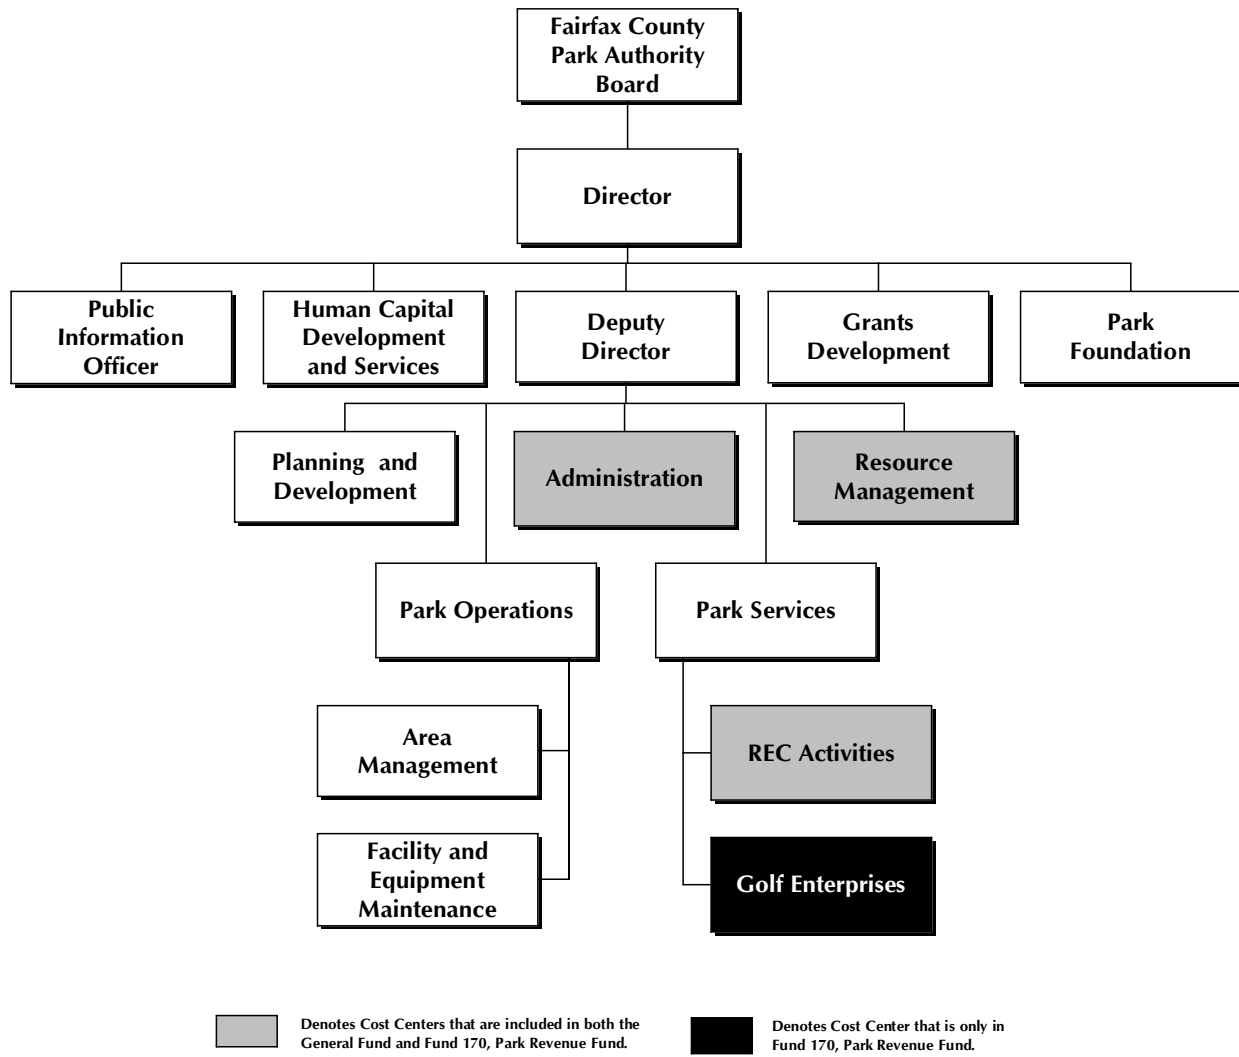 Fairfax County
Park Authority
Board
Director
Public
Information
Officer
Human Capital
Development
and Services
Deputy
Director
Grants
Development
Park
Foundation
Planning and
Development
Administration
Resource
Management
Park Operations
Park Services
Area
Management
REC Activities
Facility and
Equipment
Maintenance
Golf Enterprises
Denotes Cost Centers that are included in both the
General Fund and Fund 170, Park Revenue Fund.
Denotes Cost Center that is only in
Fund 170, Park Revenue Fund.